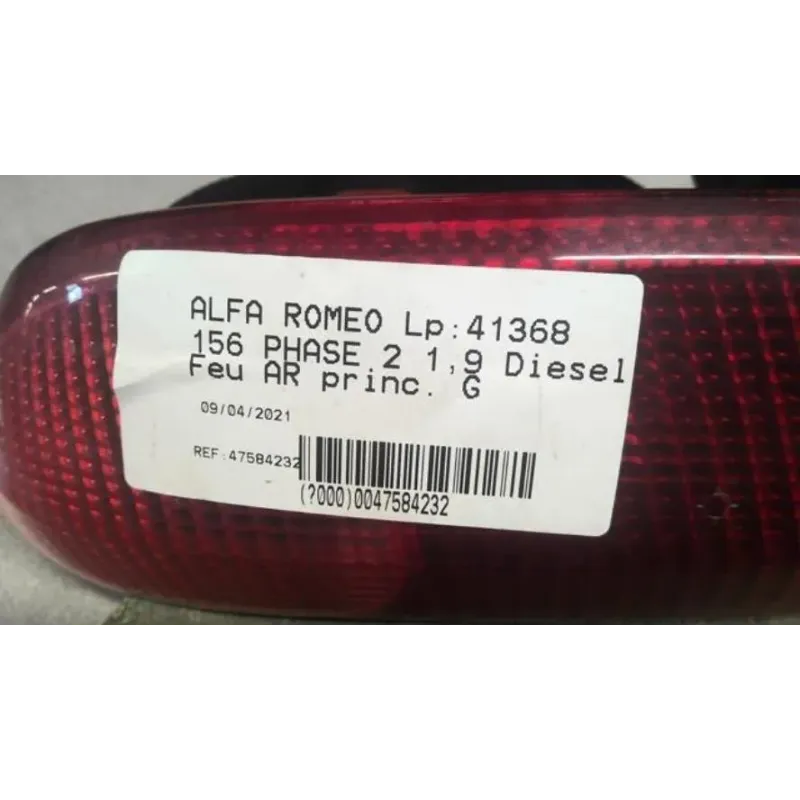 ALFA ROMEO Lp:41368
156 PHASE 2 1,9 Diesel
Feu AR princ. G
09/04/2021
REF:47584232
(?000)0047584232